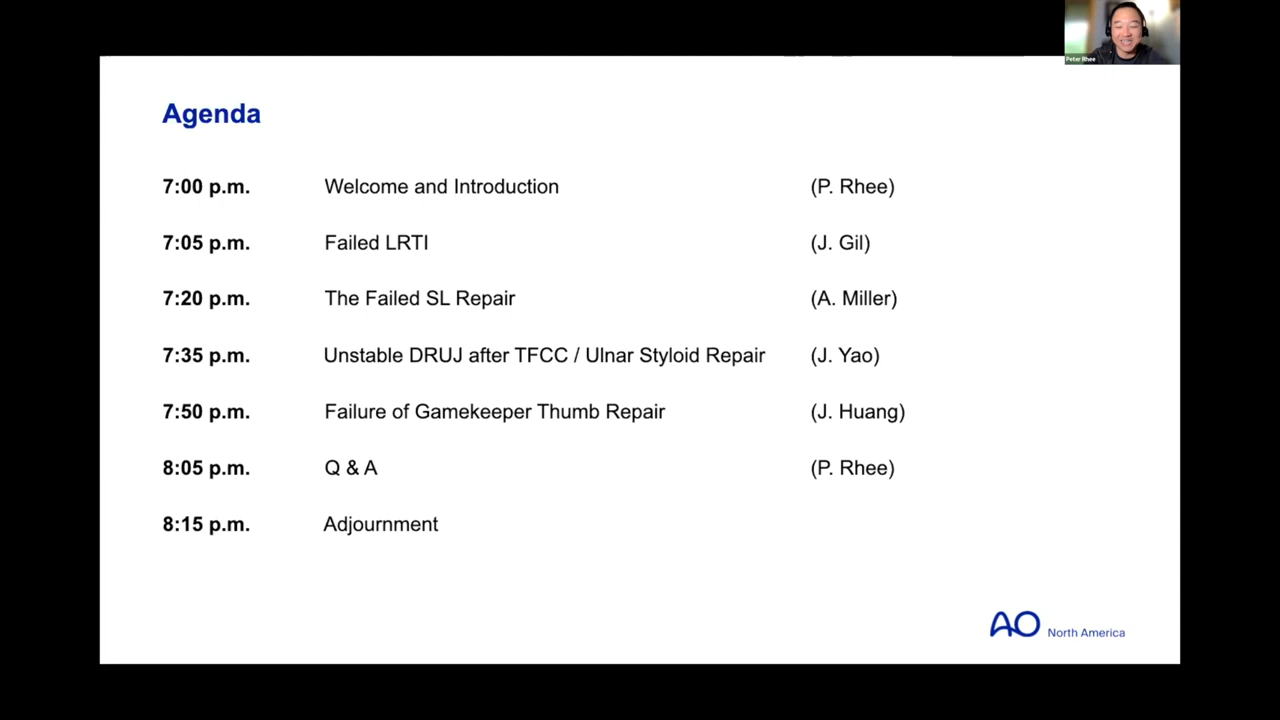 Peter Rhee
Agenda
7:00 p.m. Welcome and Introduction (P. Rhee)
7:05 p.m. Failed LRTI (J. Gil)
7:20 p.m. The Failed SL Repair (A. Miller)
7:35 p.m. Unstable DRUJ after TFCC / Ulnar Styloid Repair (J. Yao)
7:50 p.m. Failure of Gamekeeper Thumb Repair (J. Huang)
8:05 p.m. Q & A (P. Rhee)
8:15 p.m. Adjournment
AO North America